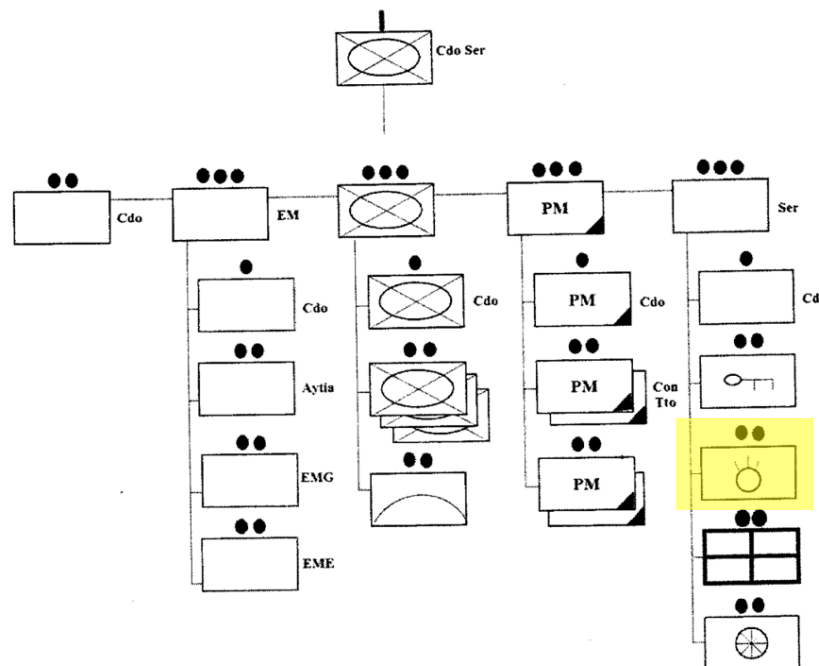 Cdo Ser
Cdo
EM
PM
Ser
Cdo
Cdo
PM
Cdo
Cd
Aytia
PM
Con
Tto
EMG
PM
EME